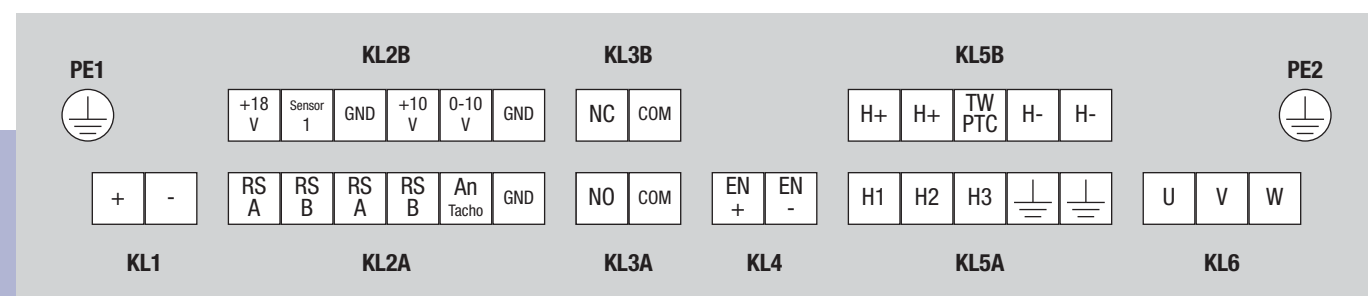 KL2B KL3B KL5B
PE1 PE2
+18 V Sensor 1 GND +10 V 0-10 V GND NC COM H+ H+ TW PTC H- H-
+ - RS A RS B RS A RS B An Tacho GND NO COM EN + EN - H1 H2 H3 U V W
KL1 KL2A KL3A KL4 KL5A KL6